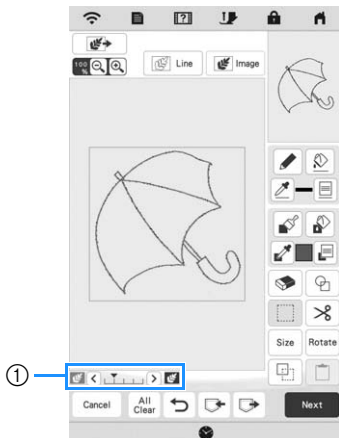 100
%
Line
Image
Size
Rotate
①
Cancel
All
Clear
Next